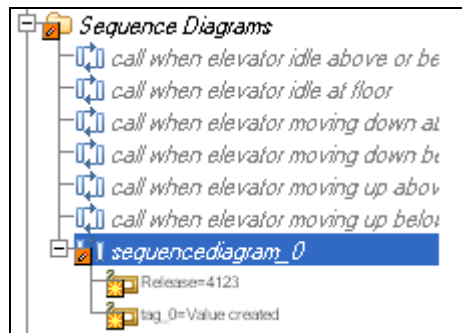 Sequence Diagrams
call when elevator idle above or be
call when elevator idle at floor
call when elevator moving down at
call when elevator moving down be
call when elevator moving up abov
call when elevator moving up below
sequencediagram_0
Release=4123
tag_0=Value created